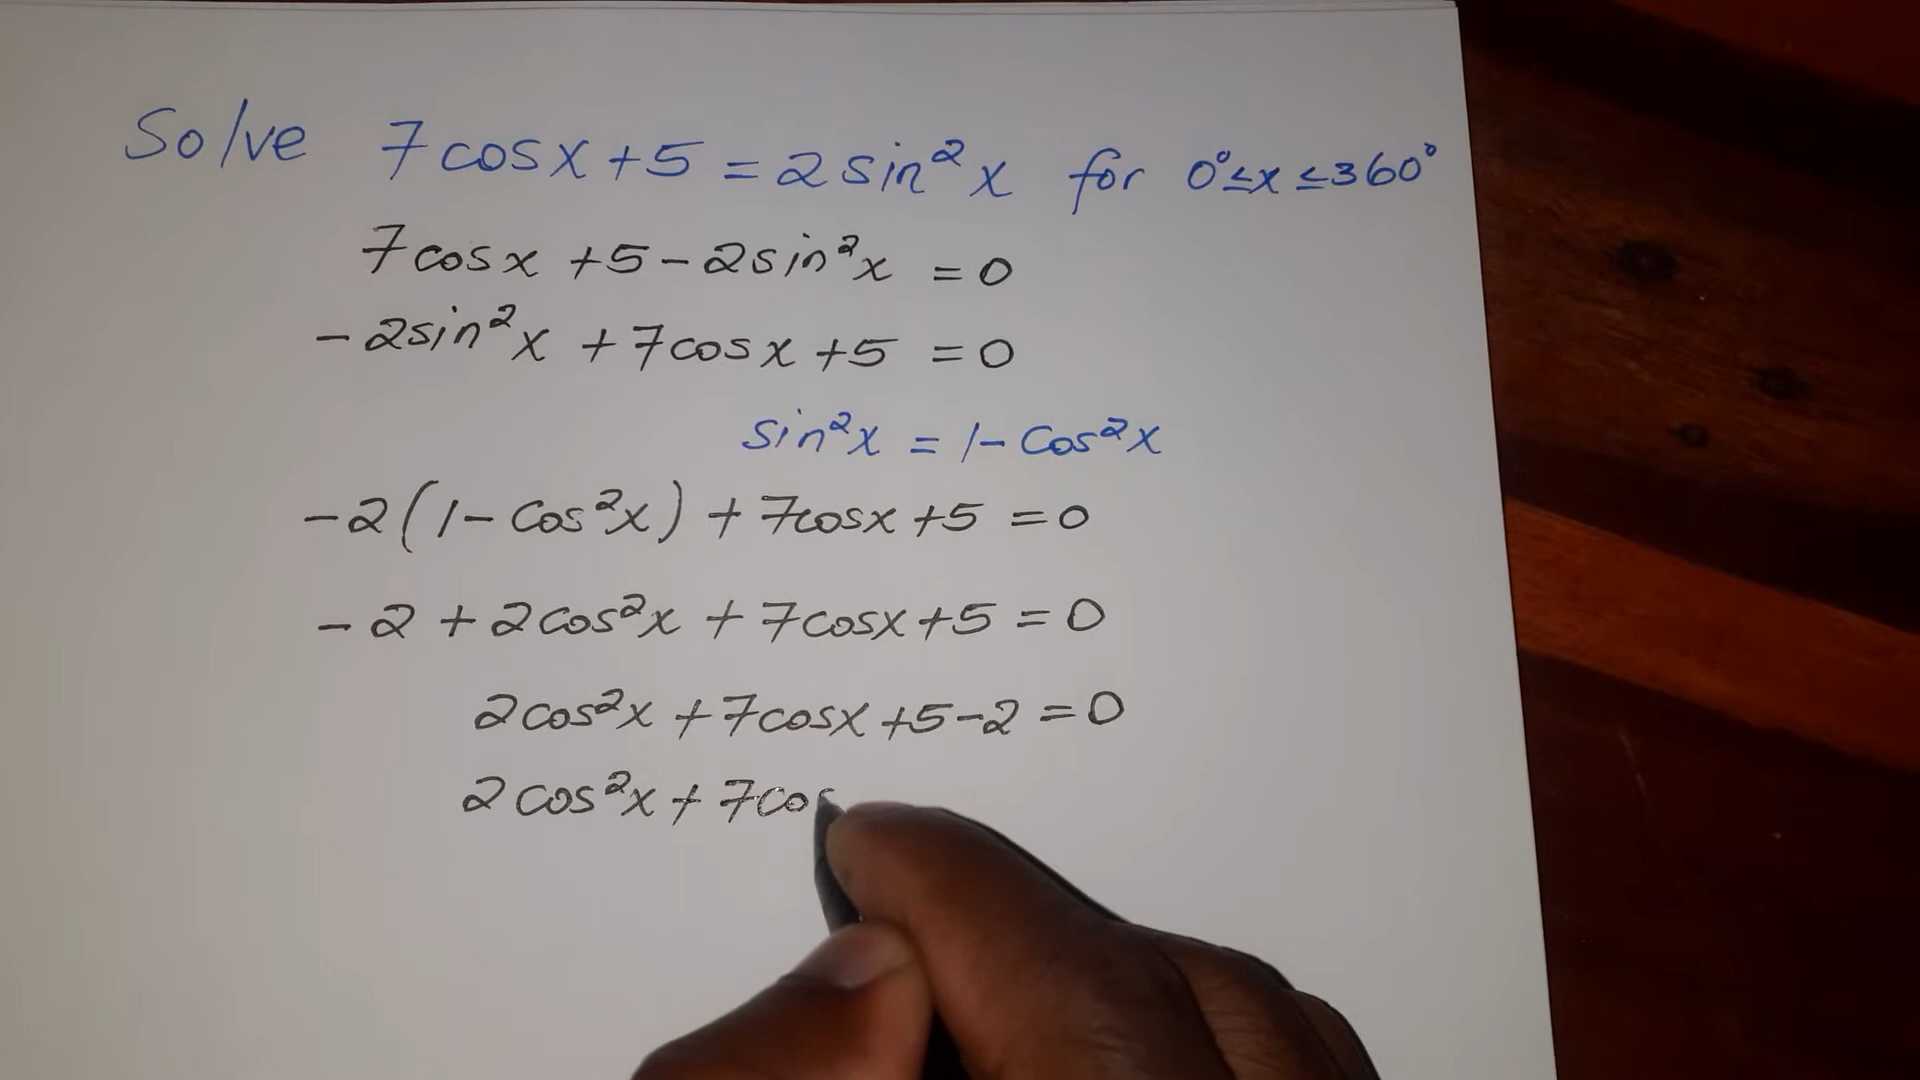 Solve 7cosx+5 = 2sin²x for 0°≤x≤360°
7cosx +5-2sin²x =0
-2sin²x +7cosx+5 =0
sin²x = 1-Cos²x
-2(1-Cos²x)+7cosx+5 =0
-2+2cos²x+7cosx+5 =0
2cos²x+7cosx+5-2 =0
2cos²x+7cos